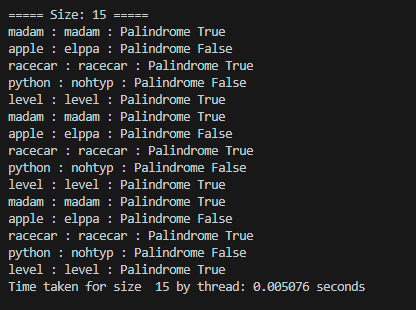 ===== Size: 15 =====
madam : madam : Palindrome True
apple : elppa : Palindrome False
racecar : racecar : Palindrome True
python : nohtyp : Palindrome False
level : level : Palindrome True
madam : madam : Palindrome True
apple : elppa : Palindrome False
racecar : racecar : Palindrome True
python : nohtyp : Palindrome False
level : level : Palindrome True
madam : madam : Palindrome True
apple : elppa : Palindrome False
racecar : racecar : Palindrome True
python : nohtyp : Palindrome False
level : level : Palindrome True
Time taken for size  15 by thread: 0.005076 seconds